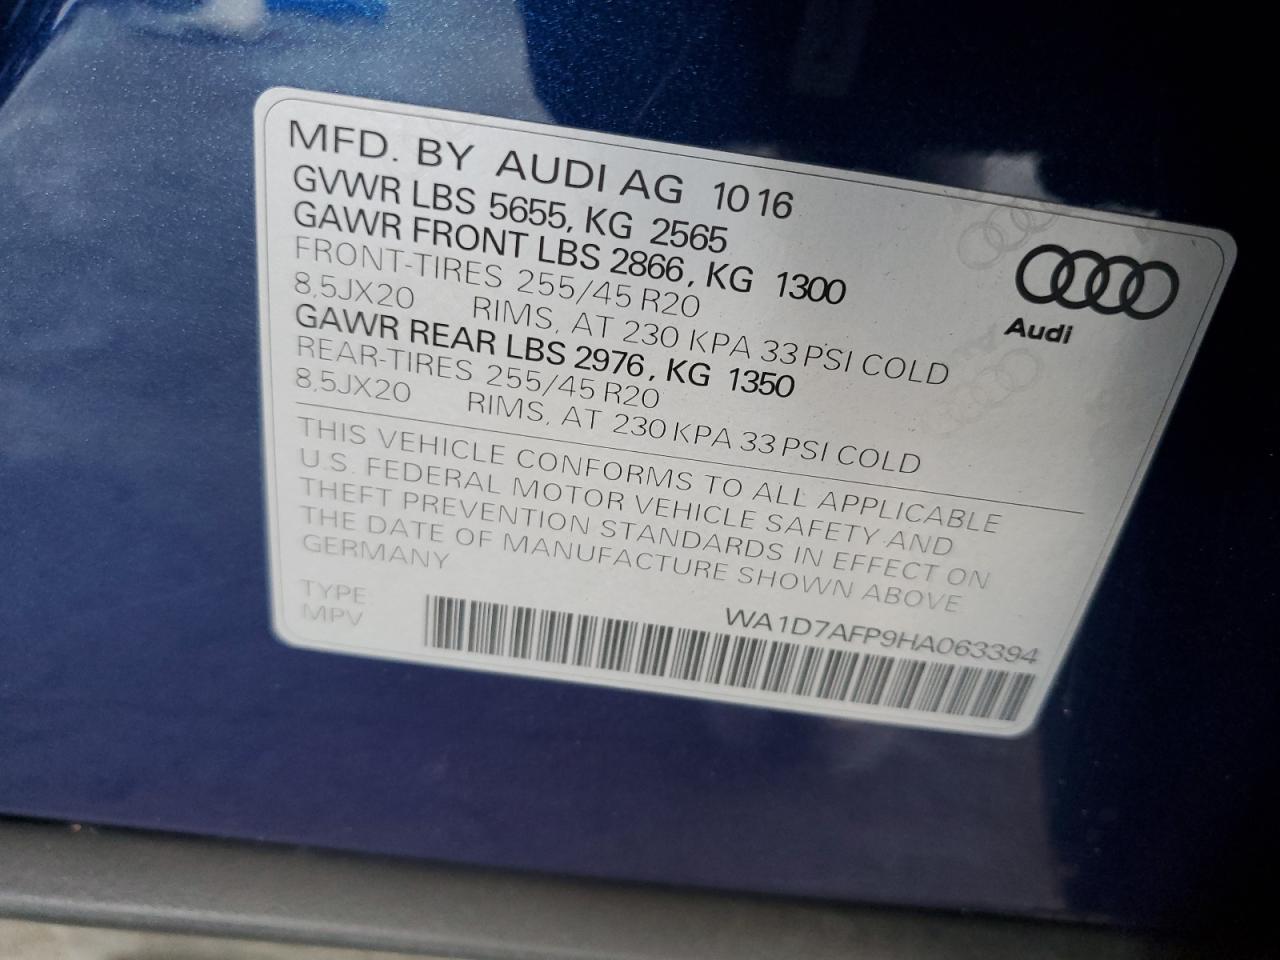 MFD. BY AUDI AG 10 16
GVWR LBS 5655, KG 2565
GAWR FRONT LBS 2866, KG 1300
FRONT-TIRES 255/45 R20
8,5JX20 RIMS, AT 230 KPA 33 PSI COLD
GAWR REAR LBS 2976, KG 1350
REAR-TIRES 255/45 R20
8,5JX20 RIMS, AT 230 KPA 33 PSI COLD
Audi
THIS VEHICLE CONFORMS TO ALL APPLICABLE
U.S. FEDERAL MOTOR VEHICLE SAFETY AND
THEFT PREVENTION STANDARDS IN EFFECT ON
THE DATE OF MANUFACTURE SHOWN ABOVE
GERMANY
TYPE
MPV
WA1D7AFP9HA063394